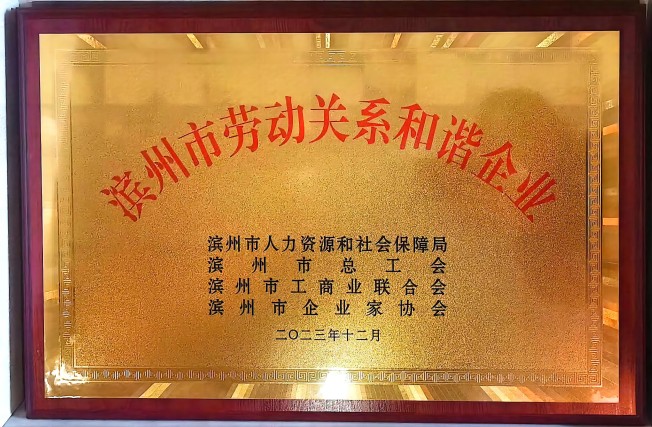 滨州市劳动关系和谐企业
滨州市人力资源和社会保障局
滨州市总工会
滨州市工商业联合会
滨州市企业家协会
二〇二三年十二月